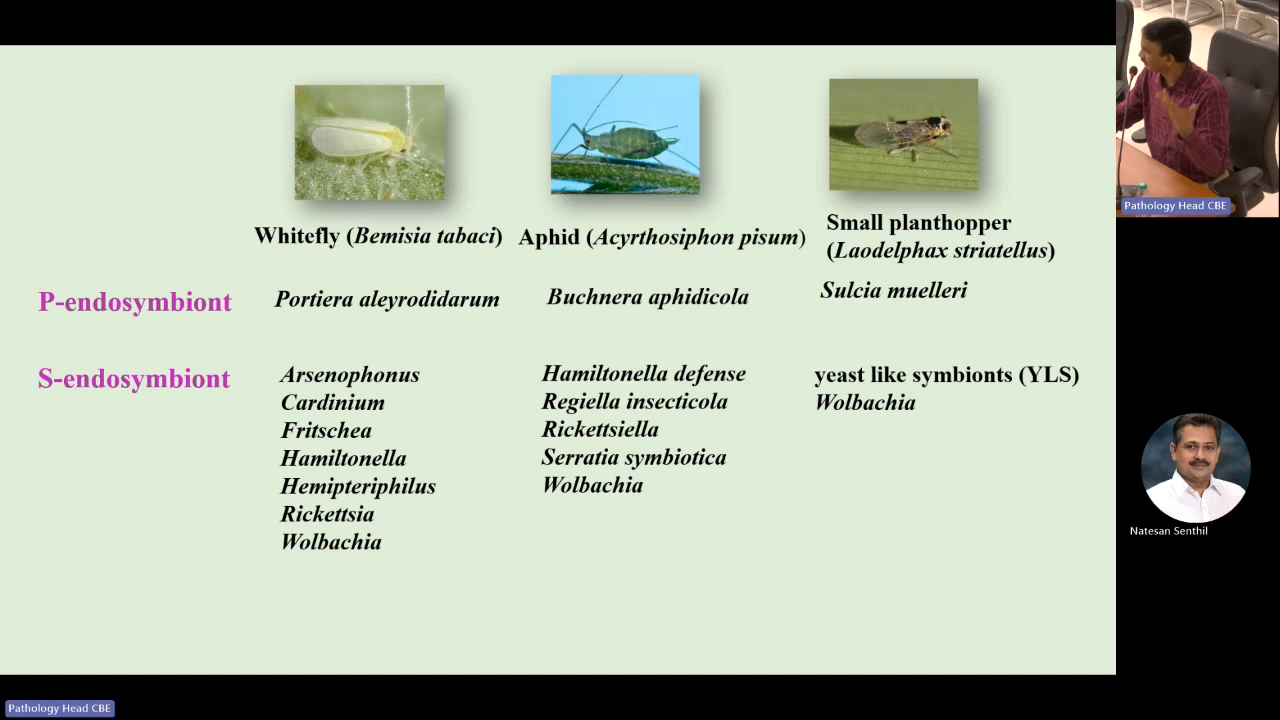 Whitefly (Bemisia tabaci)
Aphid (Acyrthosiphon pisum)
Small planthopper
(Laodelphax striatellus)
P-endosymbiont
Portiera aleyrodidarum
Buchnera aphidicola
Sulcia muelleri
S-endosymbiont
Arsenophonus
Cardinium
Fritschea
Hamiltonella
Hemipteriphilus
Rickettsia
Wolbachia
Hamiltonella defense
Regiella insecticola
Rickettsiella
Serratia symbiotica
Wolbachia
yeast like symbionts (YLS)
Wolbachia
Pathology Head CBE
Natesan Senthil
Pathology Head CBE